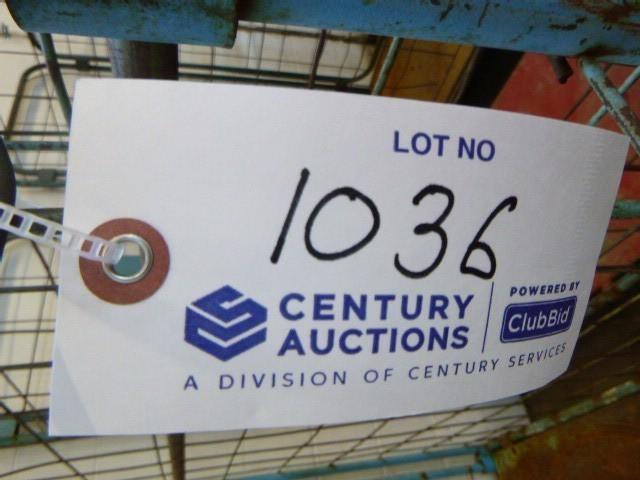 LOT NO
1036
CENTURY
AUCTIONS
POWERED BY
ClubBid
A DIVISION OF CENTURY SERVICES